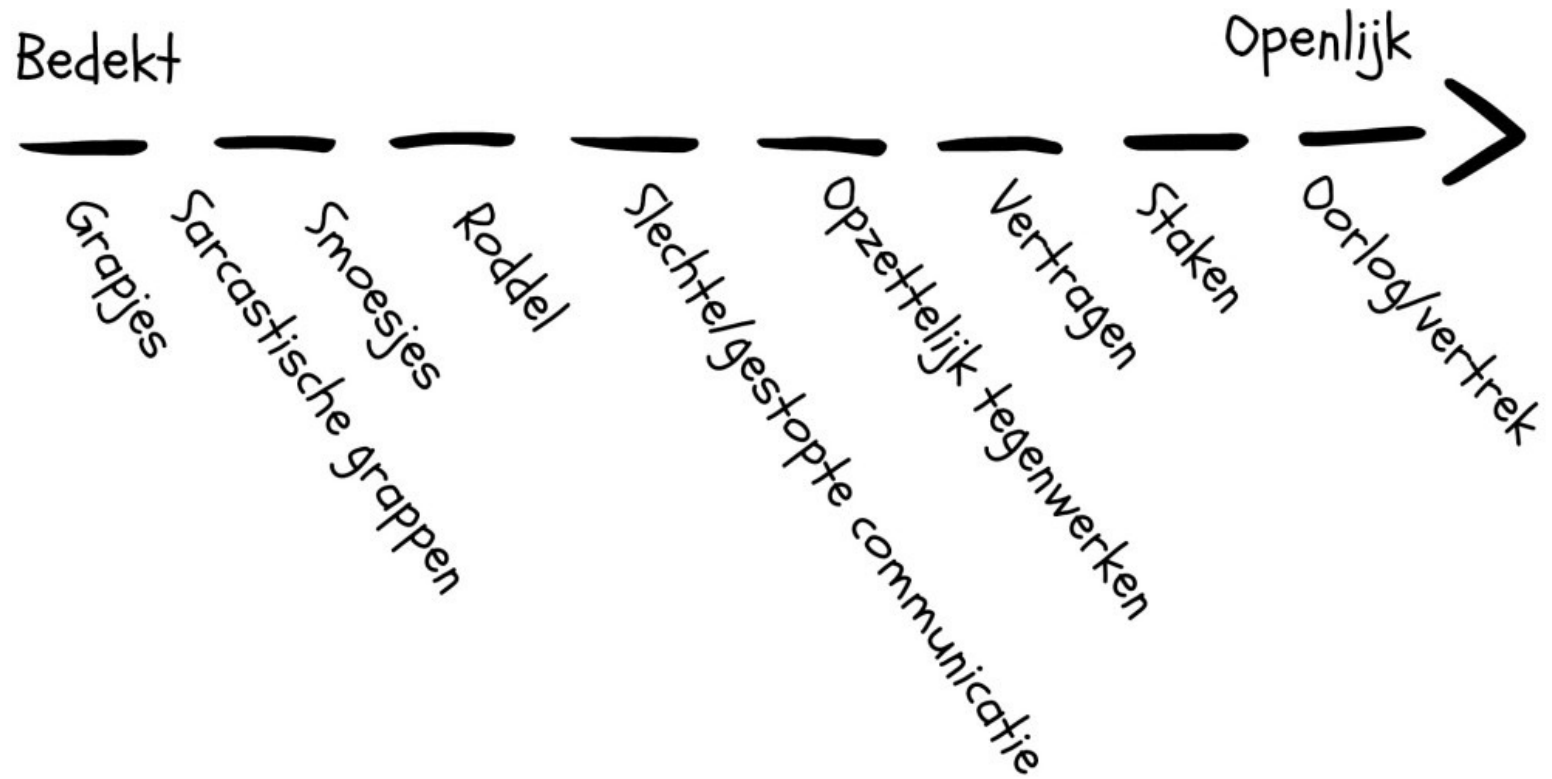 Bedekt
Openlijk
Grapjes
Sarcastische grappen
Smoesjes
Roddel
Slechte/gestopte communicatie
Opzettelijk tegenwerken
Vertragen
Staken
Oorlog/vertrek